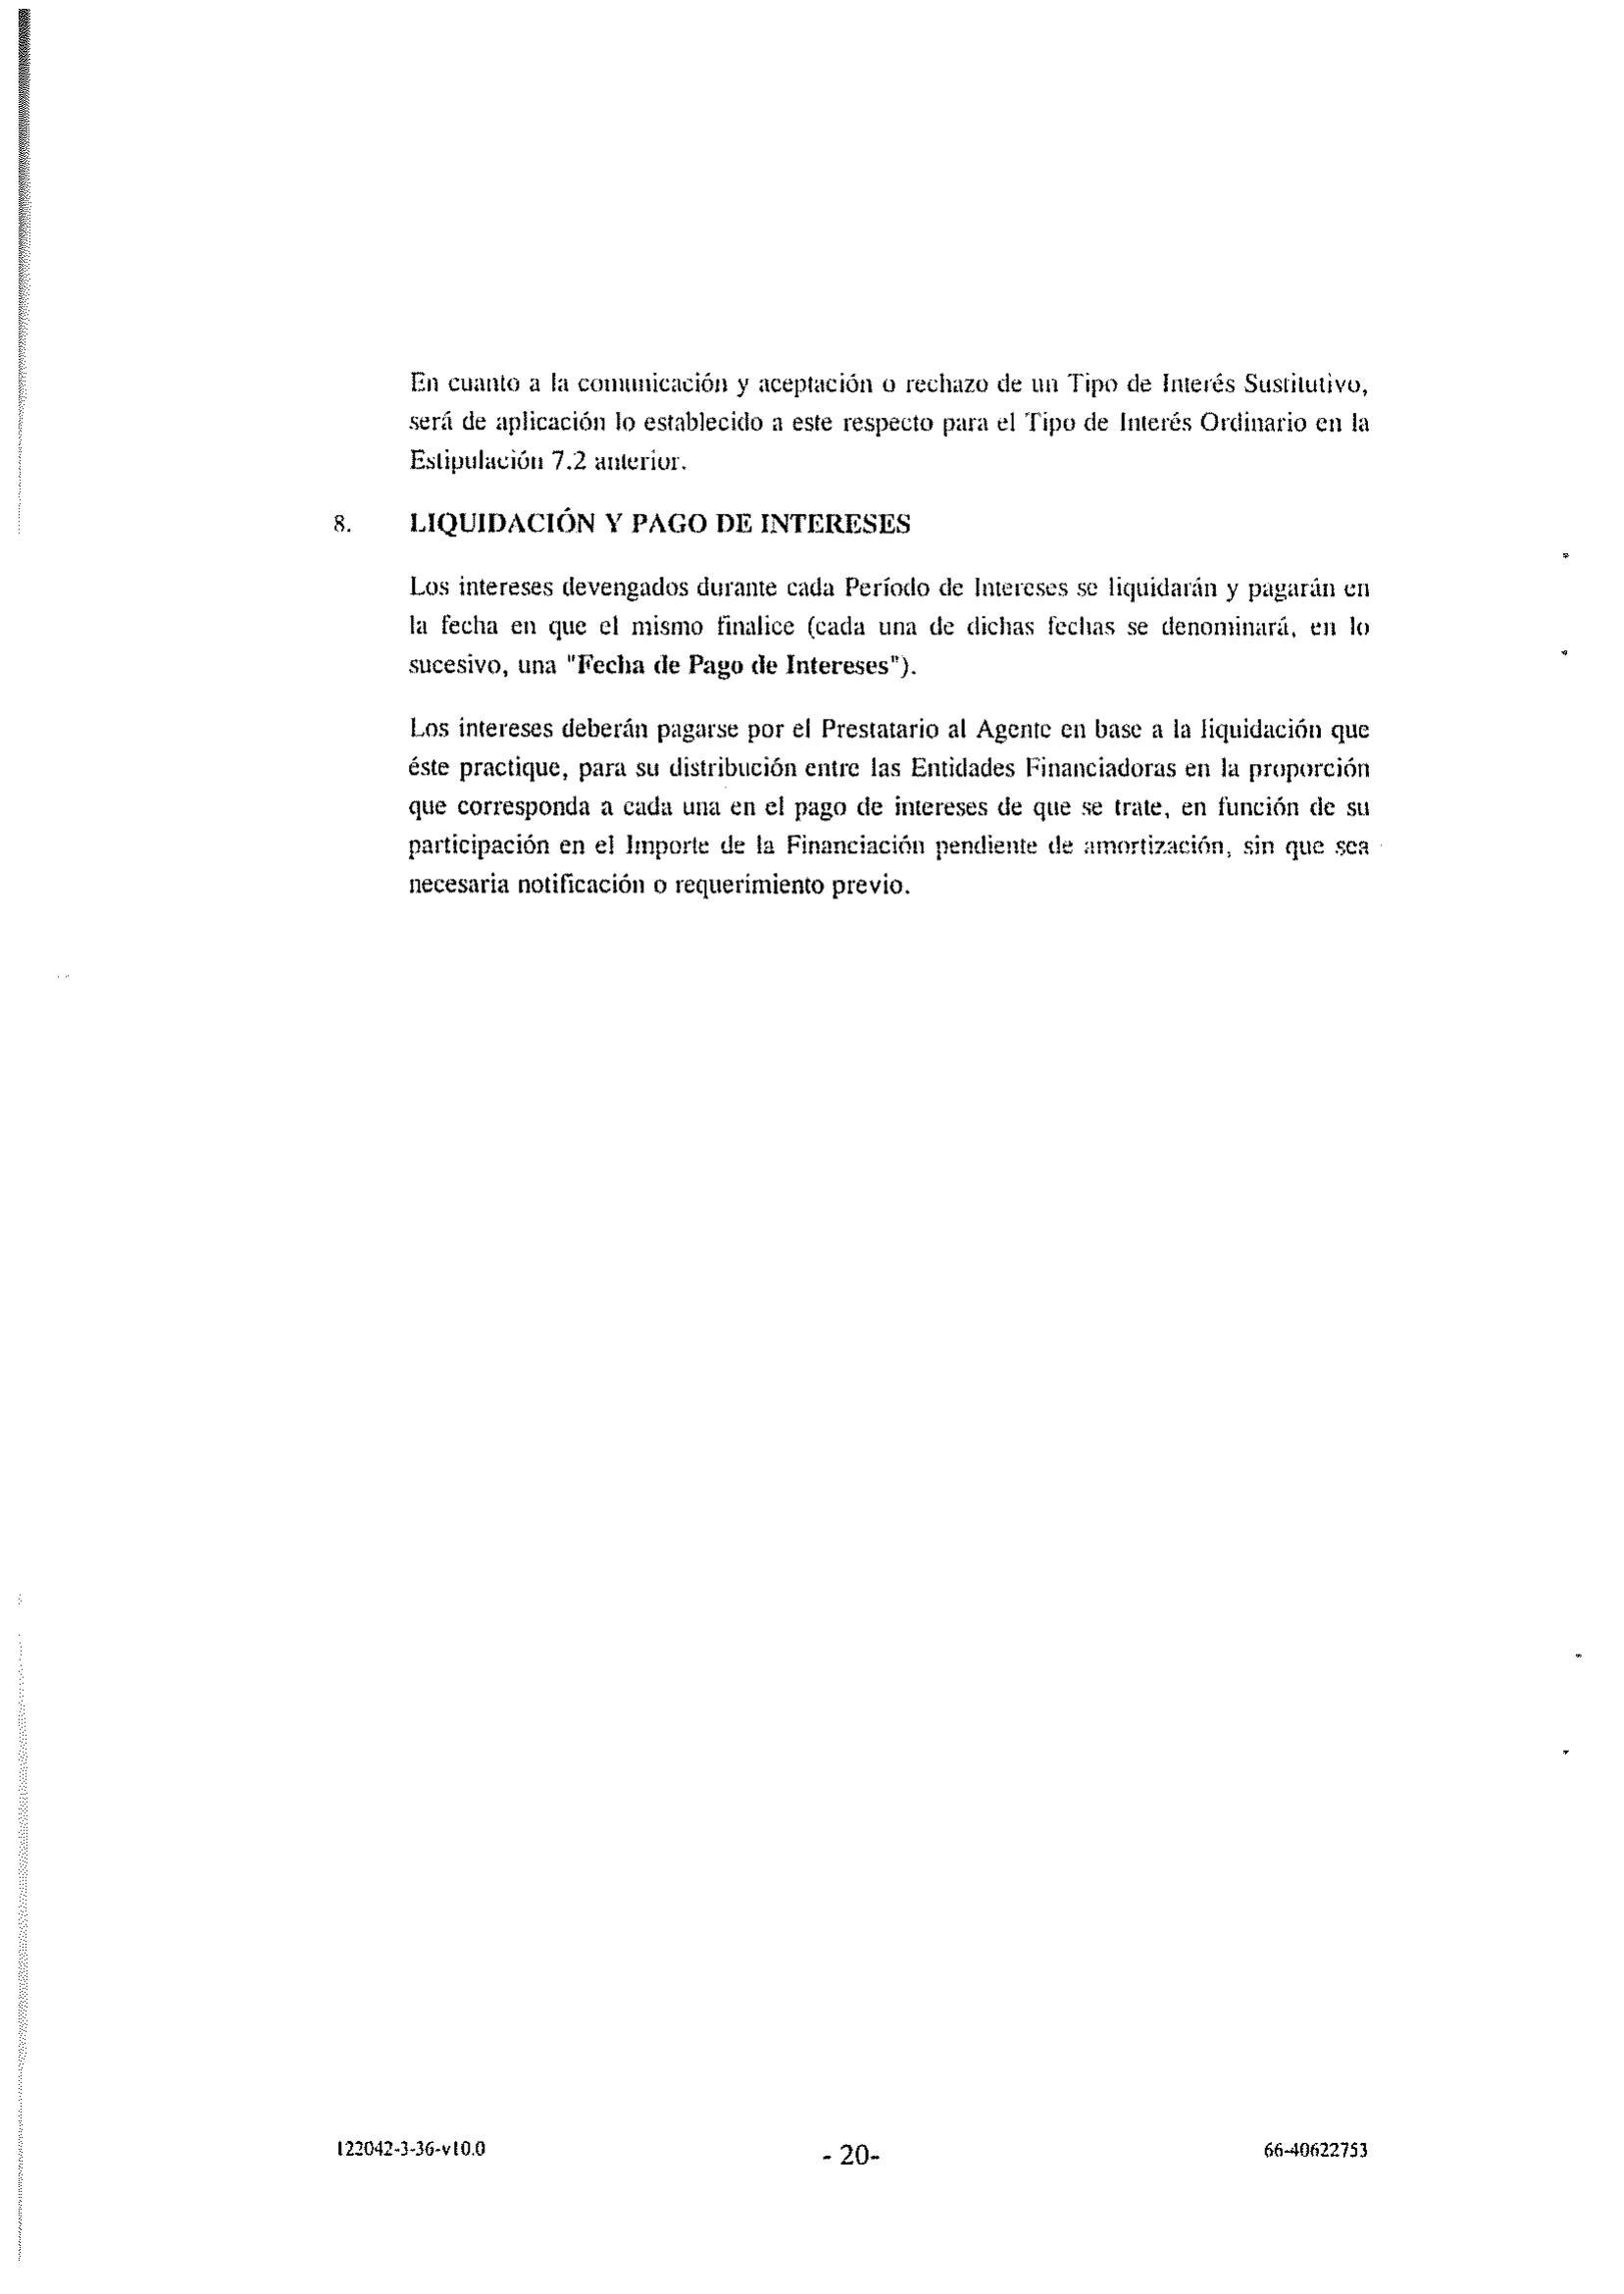 En cuanto a la comunicación y aceptación o rechazo de un Tipo de Interés Sustitutivo,
será de aplicación lo establecido a este respecto para el Tipo de Interés Ordinario en la
Estipulación 7.2 anterior.
8. LIQUIDACIÓN Y PAGO DE INTERESES
Los intereses devengados durante cada Período de Intereses se liquidarán y pagarán en
la fecha en que el mismo finalice (cada una de dichas fechas se denominará, en lo
sucesivo, una "Fecha de Pago de Intereses").
Los intereses deberán pagarse por el Prestatario al Agente en base a la liquidación que
éste practique, para su distribución entre las Entidades Financiadoras en la proporción
que corresponda a cada una en el pago de intereses de que se trate, en función de su
participación en el Importe de la Financiación pendiente de amortización, sin que sea
necesaria notificación o requerimiento previo.
122042-3-36-v10.0 - 20- 66-40622753